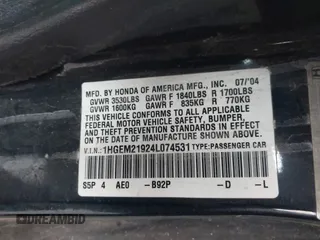 MFD. BY HONDA OF AMERICA MFG., INC. 07/'04
GVWR 3530LBS GAWR F 1840LBS R 1700LBS
GVWR 1600KG GAWR F 835KG R 770KG
THIS VEHICLE CONFORMS TO ALL APPLICABLE
FEDERAL MOTOR VEHICLE SAFETY, BUMPER,
AND THEFT PREVENTION STANDARDS IN EFFECT
ON THE DATE OF MANUFACTURE SHOWN ABOVE.
V.I.N.: 1HGEM21924L074531 TYPE: PASSENGER CAR
S5P 4 AE0 -B92P -D -L
DREAMBID